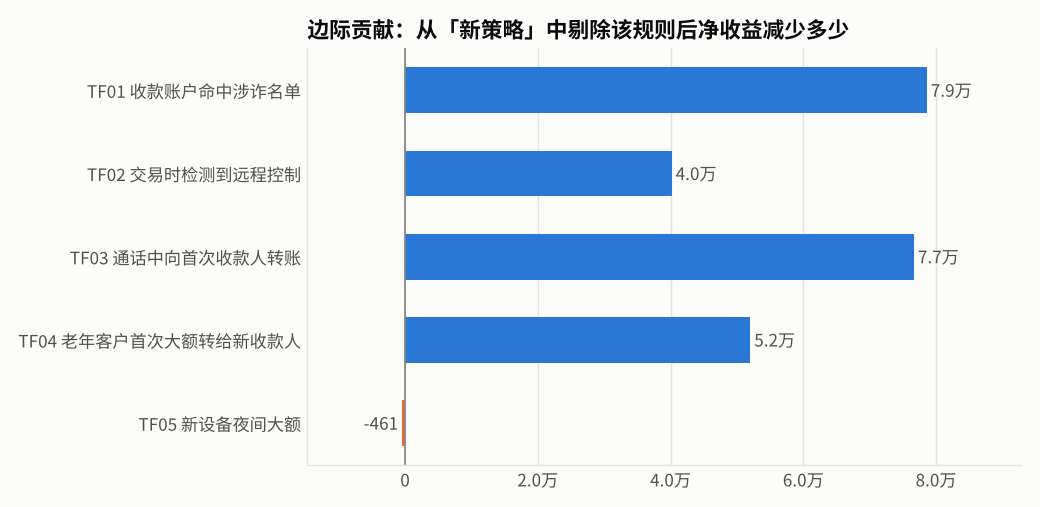 边际贡献：从「新策略」中剔除该规则后净收益减少多少
TF01 收款账户命中涉诈名单
7.9万
TF02 交易时检测到远程控制
4.0万
TF03 通话中向首次收款人转账
7.7万
TF04 老年客户首次大额转给新收款人
5.2万
TF05 新设备夜间大额
-461
0
2.0万
4.0万
6.0万
8.0万